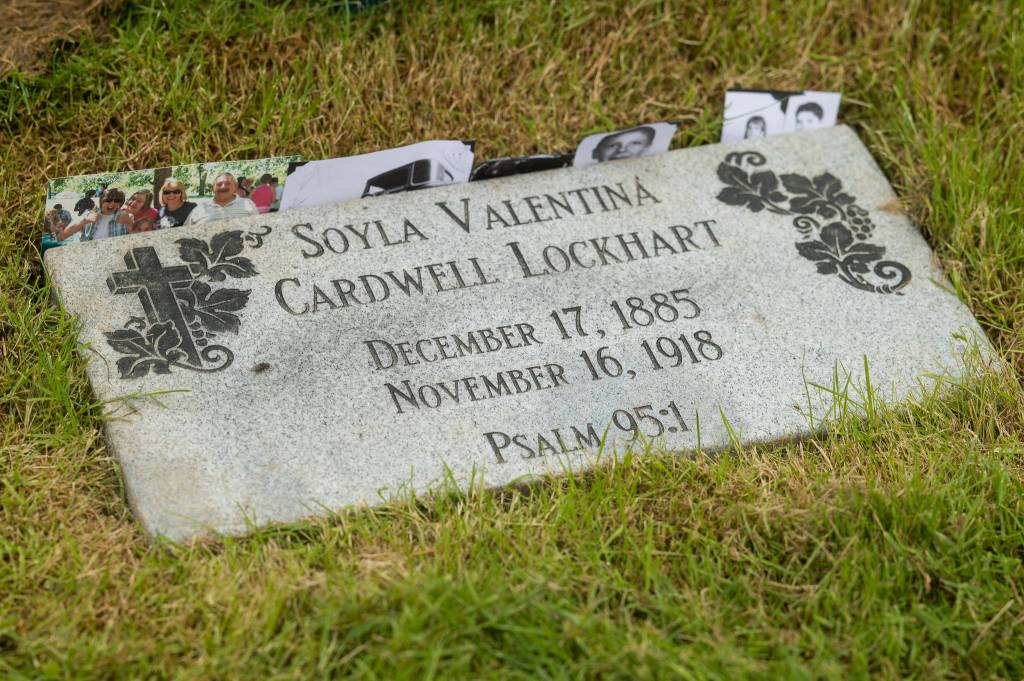 SOYLA VALENTINA
CARDWELL LOCKHART
DECEMBER 17, 1885
NOVEMBER 16, 1918
PSALM 95:1